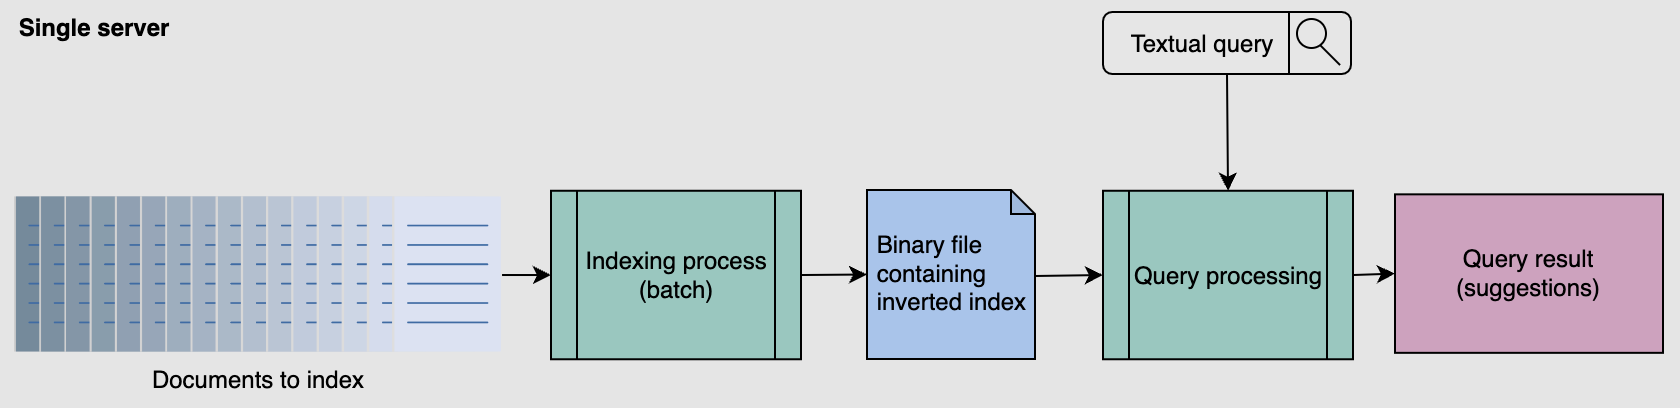 Single server
Textual query
Documents to index
Indexing process
(batch)
Binary file
containing
inverted index
Query processing
Query result
(suggestions)